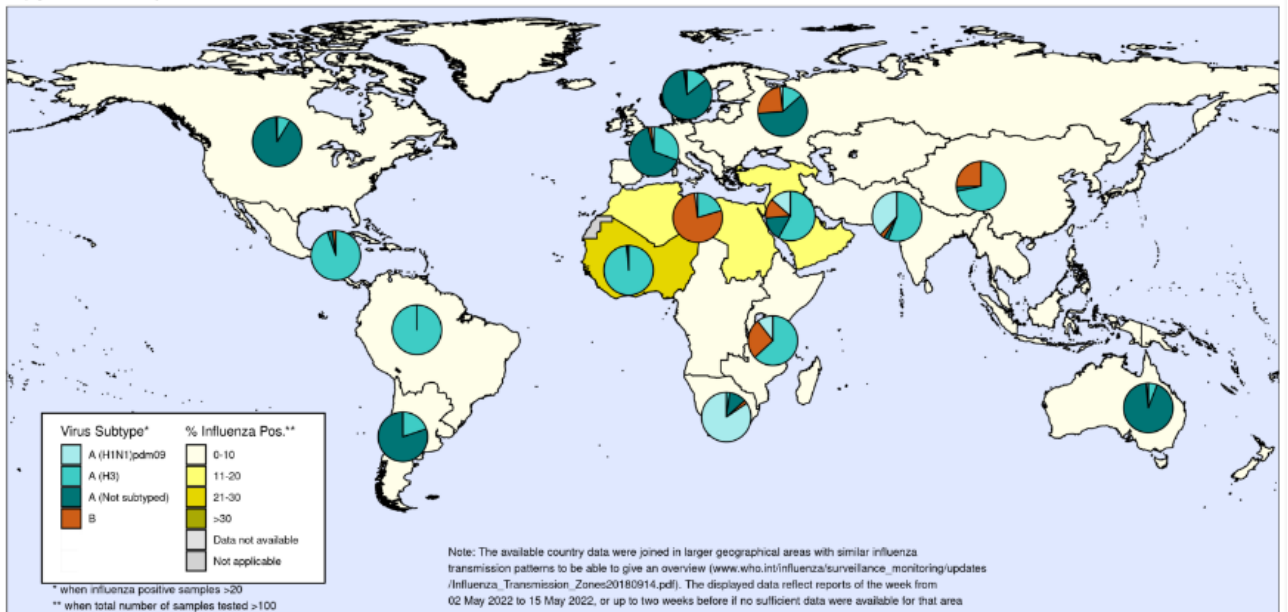 Virus Subtype*
A (H1N1)pdm09
A (H3)
A (Not subtyped)
B
% Influenza Pos.**
0-10
11-20
21-30
>30
Data not available
Not applicable
* when influenza positive samples >20
** when total number of samples tested >100
Note: The available country data were joined in larger geographical areas with similar influenza
transmission patterns to be able to give an overview (www.who.int/influenza/surveillance_monitoring/updates
/Influenza_Transmission_Zones20180914.pdf). The displayed data reflect reports of the week from
02 May 2022 to 15 May 2022, or up to two weeks before if no sufficient data were available for that area